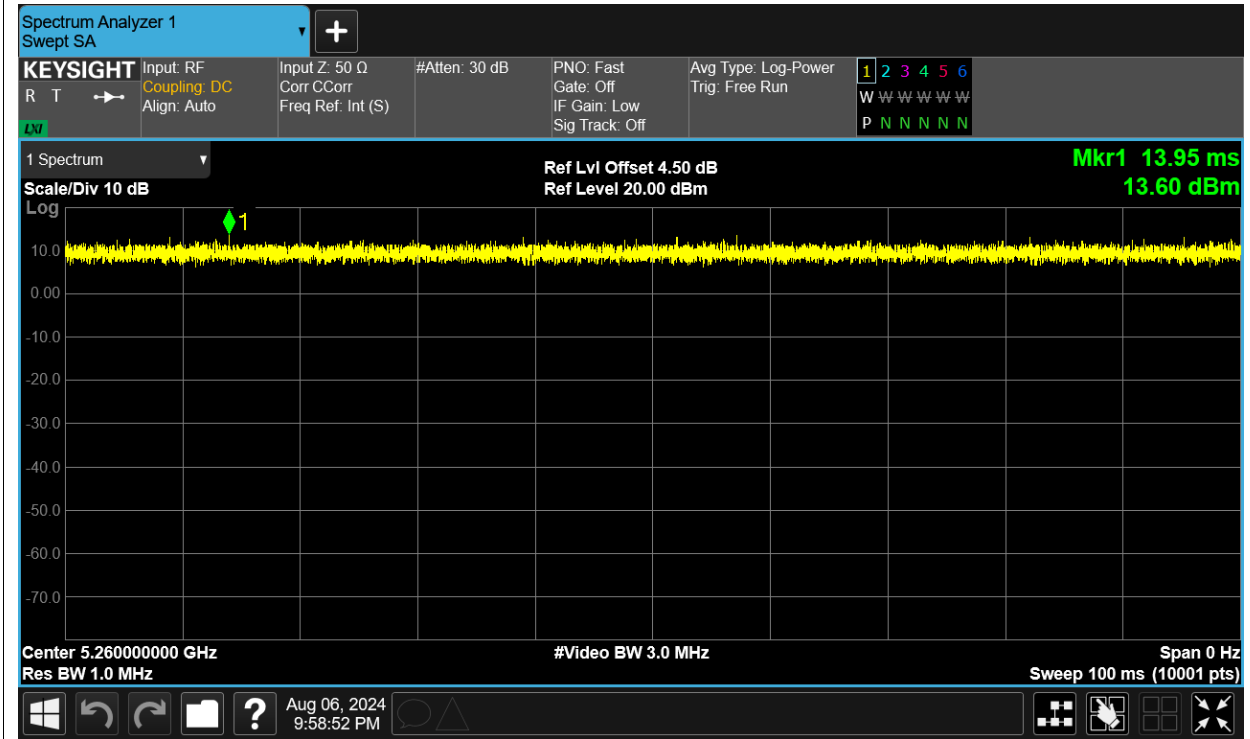 Spectrum Analyzer 1
Swept SA
+
KEYSIGHT
R T
LXI
Input: RF
Coupling: DC
Align: Auto
Input Z: 50 Ω
Corr CCorr
Freq Ref: Int (S)
#Atten: 30 dB
PNO: Fast
Gate: Off
IF Gain: Low
Sig Track: Off
Avg Type: Log-Power
Trig: Free Run
1 2 3 4 5 6
W W W W W W
P N N N N N
1 Spectrum
Scale/Div 10 dB
Ref Lvl Offset 4.50 dB
Ref Level 20.00 dBm
Mkr1 13.95 ms
13.60 dBm
Log
1
10.0
0.00
-10.0
-20.0
-30.0
-40.0
-50.0
-60.0
-70.0
Center 5.260000000 GHz
Res BW 1.0 MHz
#Video BW 3.0 MHz
Span 0 Hz
Sweep 100 ms (10001 pts)
?
Aug 06, 2024
9:58:52 PM